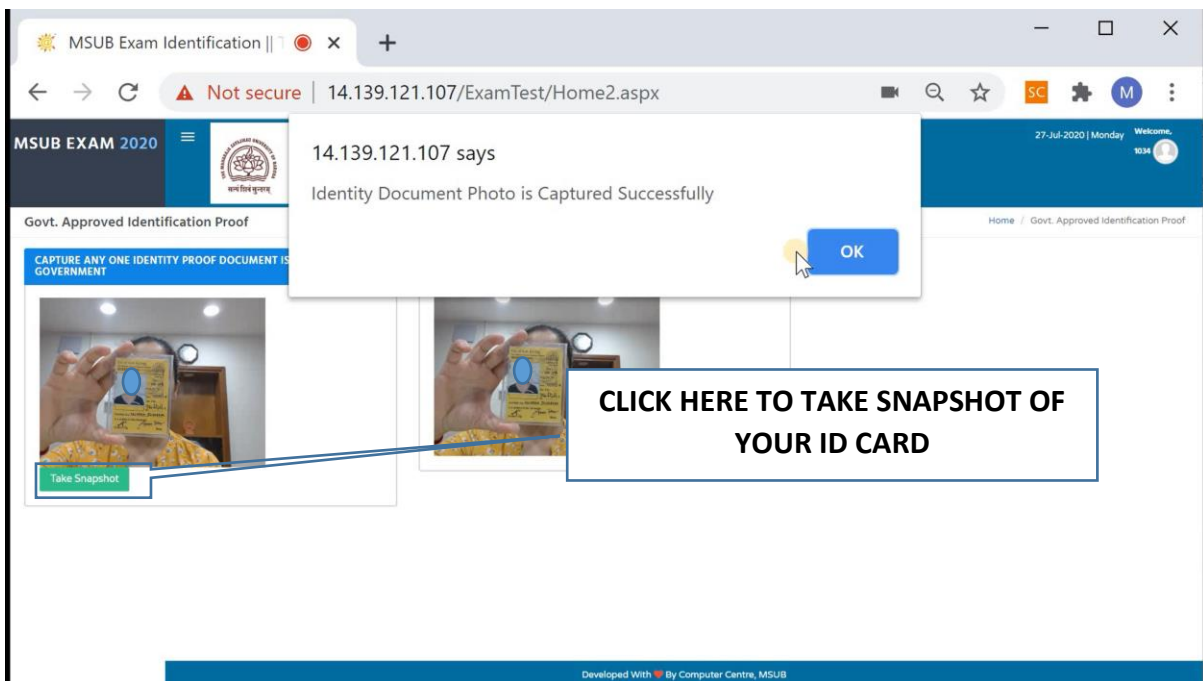 MSUB Exam Identification ||
Not secure | 14.139.121.107/ExamTest/Home2.aspx
SC
M
MSUB EXAM 2020
सत्यं शिवं सुन्दरम्
14.139.121.107 says
Identity Document Photo is Captured Successfully
OK
27-Jul-2020 | Monday
Welcome,
1034
Govt. Approved Identification Proof
Home / Govt. Approved Identification Proof
CAPTURE ANY ONE IDENTITY PROOF DOCUMENT IS
GOVERNMENT
CLICK HERE TO TAKE SNAPSHOT OF
YOUR ID CARD
Take Snapshot
Developed With ❤ By Computer Centre, MSUB